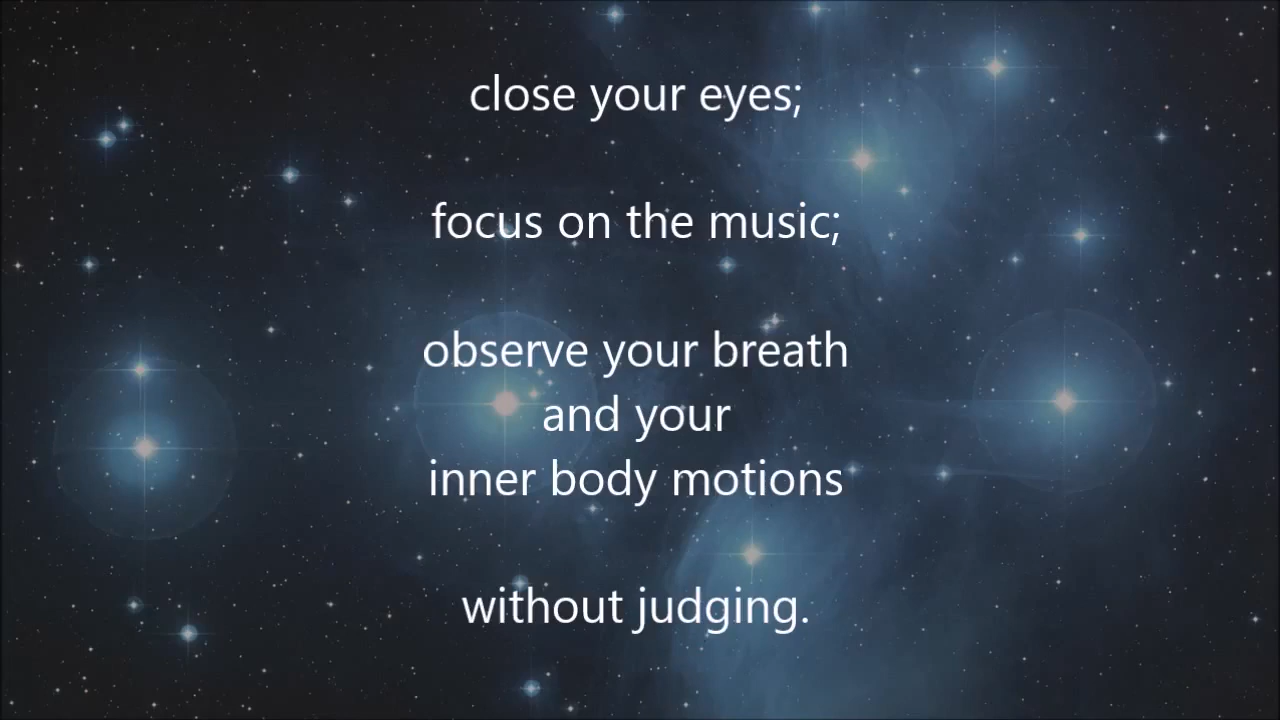 close your eyes;
focus on the music;
observe your breath
and your
inner body motions
without judging.